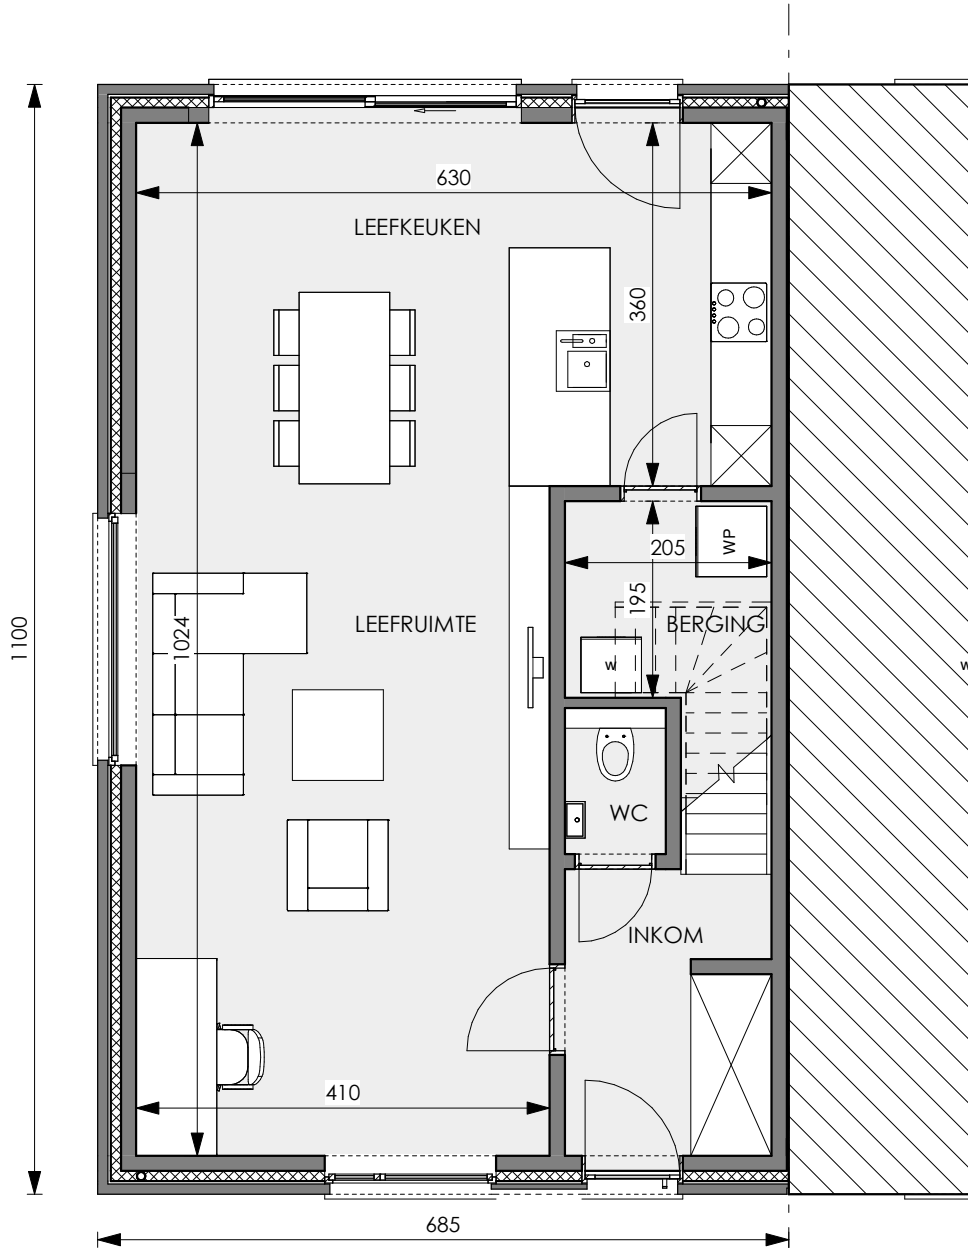 630
LEEFKEUKEN
360
205
WP
195
1100
LEEFRUIMTE
1024
BERGING
W
W
WC
INKOM
410
685